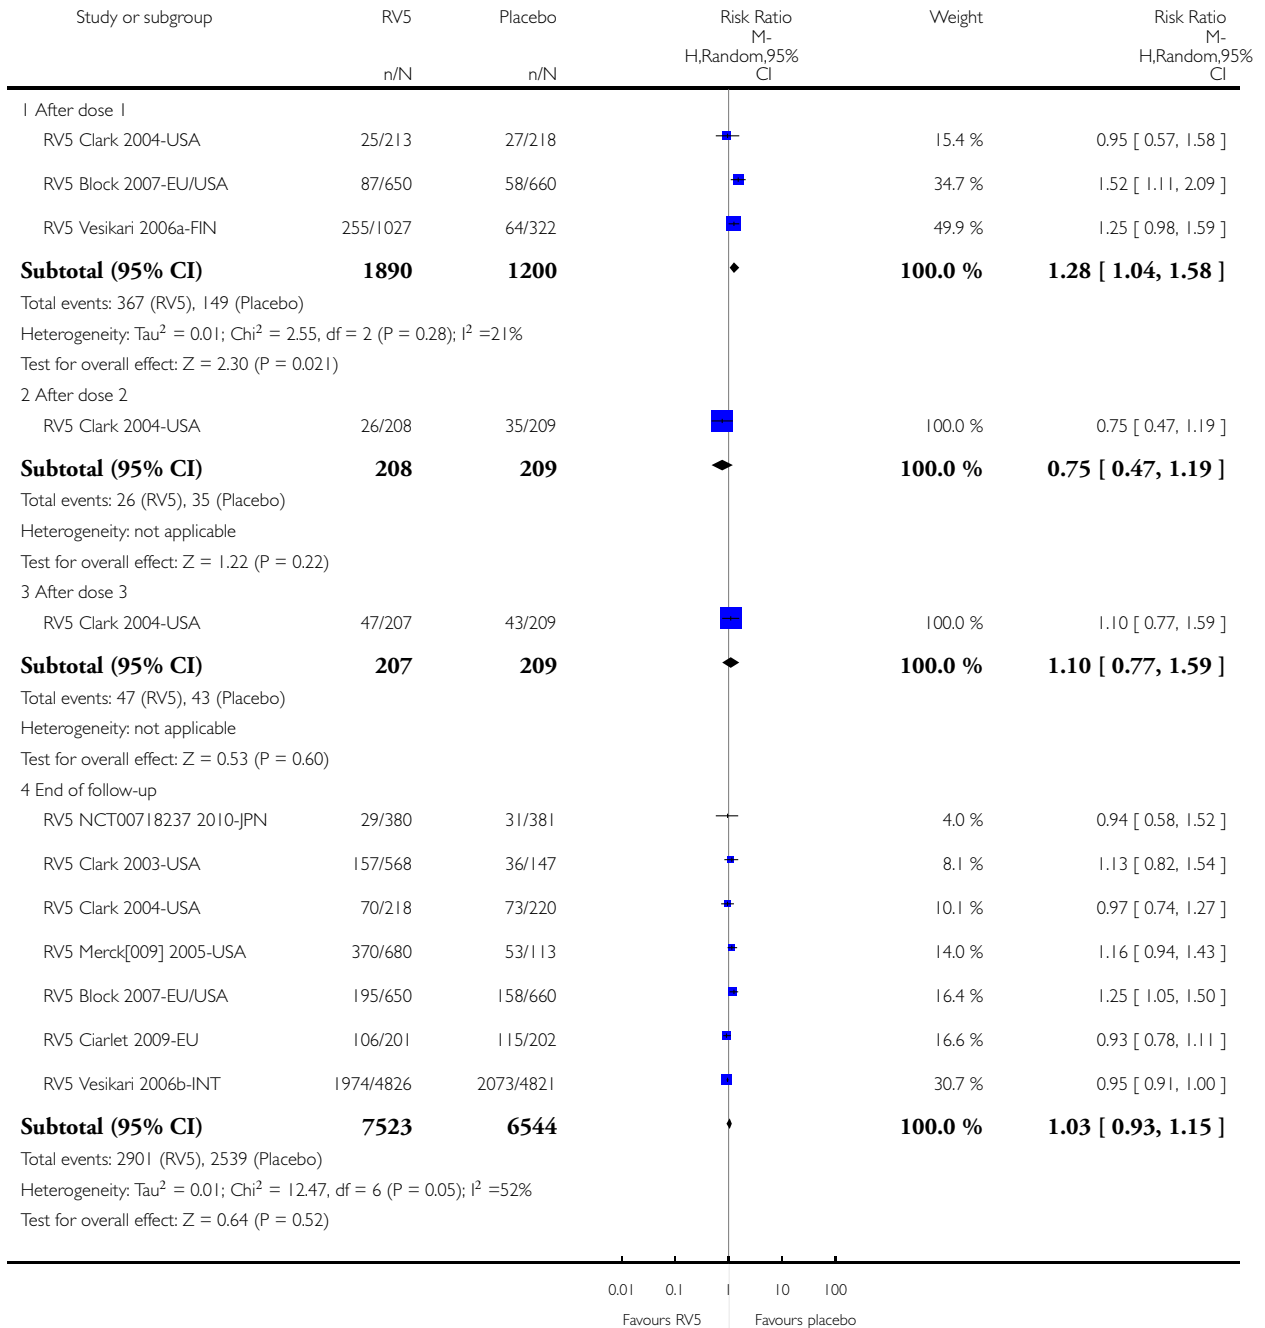 Study or subgroup RV5 Placebo Risk Ratio Weight Risk Ratio
M- M-
H,Random,95% H,Random,95%
n/N n/N CI CI
1 After dose 1
RV5 Clark 2004-USA 25/213 27/218 15.4 % 0.95 [ 0.57, 1.58 ]
RV5 Block 2007-EU/USA 87/650 58/660 34.7 % 1.52 [ 1.11, 2.09 ]
RV5 Vesikari 2006a-FIN 255/1027 64/322 49.9 % 1.25 [ 0.98, 1.59 ]
Subtotal (95% CI) 1890 1200 100.0 % 1.28 [ 1.04, 1.58 ]
Total events: 367 (RV5), 149 (Placebo)
Heterogeneity: Tau² = 0.01; Chi² = 2.55, df = 2 (P = 0.28); I² =21%
Test for overall effect: Z = 2.30 (P = 0.021)
2 After dose 2
RV5 Clark 2004-USA 26/208 35/209 100.0 % 0.75 [ 0.47, 1.19 ]
Subtotal (95% CI) 208 209 100.0 % 0.75 [ 0.47, 1.19 ]
Total events: 26 (RV5), 35 (Placebo)
Heterogeneity: not applicable
Test for overall effect: Z = 1.22 (P = 0.22)
3 After dose 3
RV5 Clark 2004-USA 47/207 43/209 100.0 % 1.10 [ 0.77, 1.59 ]
Subtotal (95% CI) 207 209 100.0 % 1.10 [ 0.77, 1.59 ]
Total events: 47 (RV5), 43 (Placebo)
Heterogeneity: not applicable
Test for overall effect: Z = 0.53 (P = 0.60)
4 End of follow-up
RV5 NCT00718237 2010-JPN 29/380 31/381 4.0 % 0.94 [ 0.58, 1.52 ]
RV5 Clark 2003-USA 157/568 36/147 8.1 % 1.13 [ 0.82, 1.54 ]
RV5 Clark 2004-USA 70/218 73/220 10.1 % 0.97 [ 0.74, 1.27 ]
RV5 Merck[009] 2005-USA 370/680 53/113 14.0 % 1.16 [ 0.94, 1.43 ]
RV5 Block 2007-EU/USA 195/650 158/660 16.4 % 1.25 [ 1.05, 1.50 ]
RV5 Ciarlet 2009-EU 106/201 115/202 16.6 % 0.93 [ 0.78, 1.11 ]
RV5 Vesikari 2006b-INT 1974/4826 2073/4821 30.7 % 0.95 [ 0.91, 1.00 ]
Subtotal (95% CI) 7523 6544 100.0 % 1.03 [ 0.93, 1.15 ]
Total events: 2901 (RV5), 2539 (Placebo)
Heterogeneity: Tau² = 0.01; Chi² = 12.47, df = 6 (P = 0.05); I² =52%
Test for overall effect: Z = 0.64 (P = 0.52)
0.01 0.1 1 10 100
Favours RV5 Favours placebo